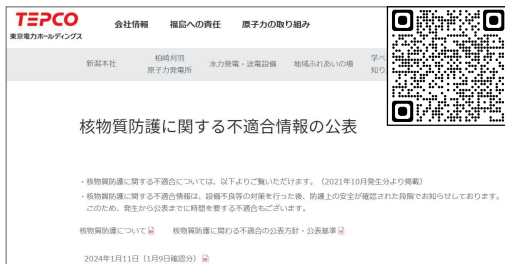 TEPCO
東京電力ホールディングス
会社情報 福島への責任 原子力の取り組み
新潟本社 柏崎刈羽原子力発電所 水力発電・送電設備 地域ふれあいの場 学べ
知り
核物質防護に関する不適合情報の公表
・核物質防護に関する不適合については、以下よりご覧いただけます。（2021年10月発生分より掲載）
・核物質防護に関する不適合情報は、設備不良等の対策を行った後、防護上の安全が確認された段階でお知らせしております。
このため、発生から公表までに時間を要する不適合もございます。
核物質防護について 核物質防護に関わる不適合の公表方針・公表基準
2024年1月11日（1月9日確認分）